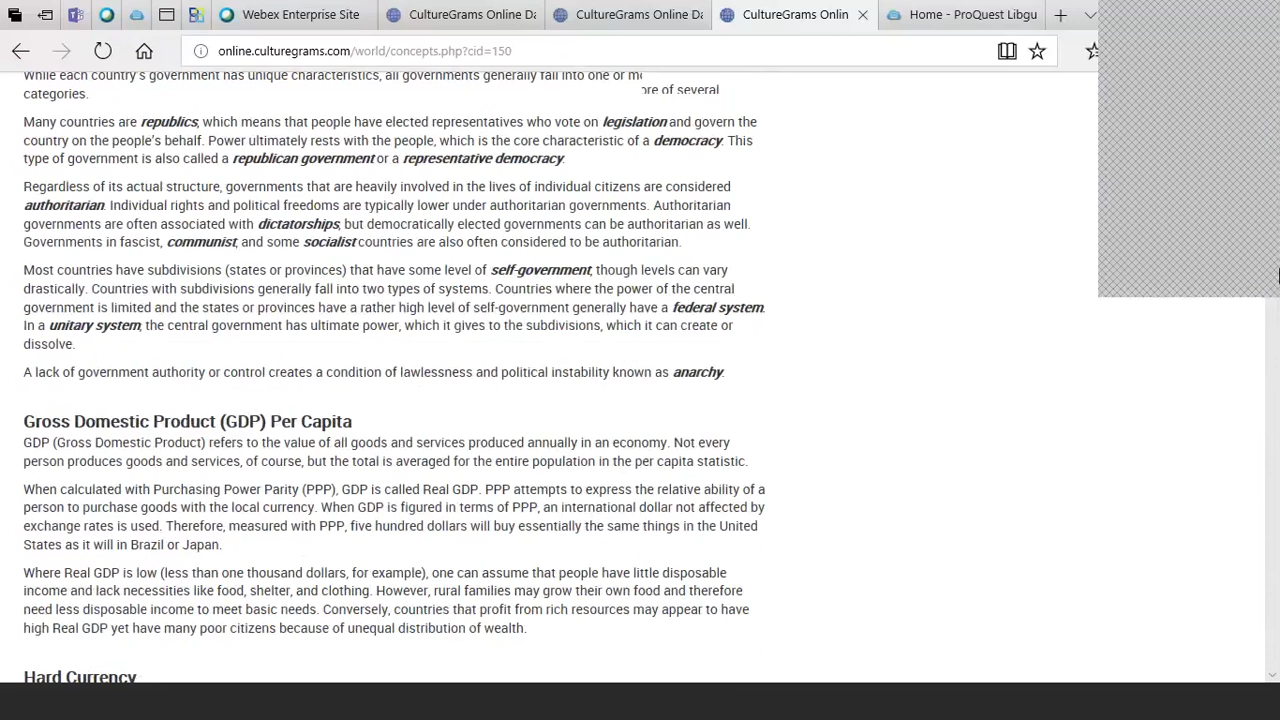 Webex Enterprise Site
CultureGrams Online Da
CultureGrams Online Da
CultureGrams Onlin
Home - ProQuest Libgu
online.culturegrams.com/world/concepts.php?cid=150
While each country's government has unique characteristics, all governments generally fall into one or mo
ore of several
categories.
Many countries are republics, which means that people have elected representatives who vote on legislation and govern the
country on the people's behalf. Power ultimately rests with the people, which is the core characteristic of a democracy. This
type of government is also called a republican government or a representative democracy.
Regardless of its actual structure, governments that are heavily involved in the lives of individual citizens are considered
authoritarian. Individual rights and political freedoms are typically lower under authoritarian governments. Authoritarian
governments are often associated with dictatorships, but democratically elected governments can be authoritarian as well.
Governments in fascist, communist, and some socialist countries are also often considered to be authoritarian.
Most countries have subdivisions (states or provinces) that have some level of self-government, though levels can vary
drastically. Countries with subdivisions generally fall into two types of systems. Countries where the power of the central
government is limited and the states or provinces have a rather high level of self-government generally have a federal system.
In a unitary system, the central government has ultimate power, which it gives to the subdivisions, which it can create or
dissolve.
A lack of government authority or control creates a condition of lawlessness and political instability known as anarchy.
Gross Domestic Product (GDP) Per Capita
GDP (Gross Domestic Product) refers to the value of all goods and services produced annually in an economy. Not every
person produces goods and services, of course, but the total is averaged for the entire population in the per capita statistic.
When calculated with Purchasing Power Parity (PPP), GDP is called Real GDP. PPP attempts to express the relative ability of a
person to purchase goods with the local currency. When GDP is figured in terms of PPP, an international dollar not affected by
exchange rates is used. Therefore, measured with PPP, five hundred dollars will buy essentially the same things in the United
States as it will in Brazil or Japan.
Where Real GDP is low (less than one thousand dollars, for example), one can assume that people have little disposable
income and lack necessities like food, shelter, and clothing. However, rural families may grow their own food and therefore
need less disposable income to meet basic needs. Conversely, countries that profit from rich resources may appear to have
high Real GDP yet have many poor citizens because of unequal distribution of wealth.
Hard Currency